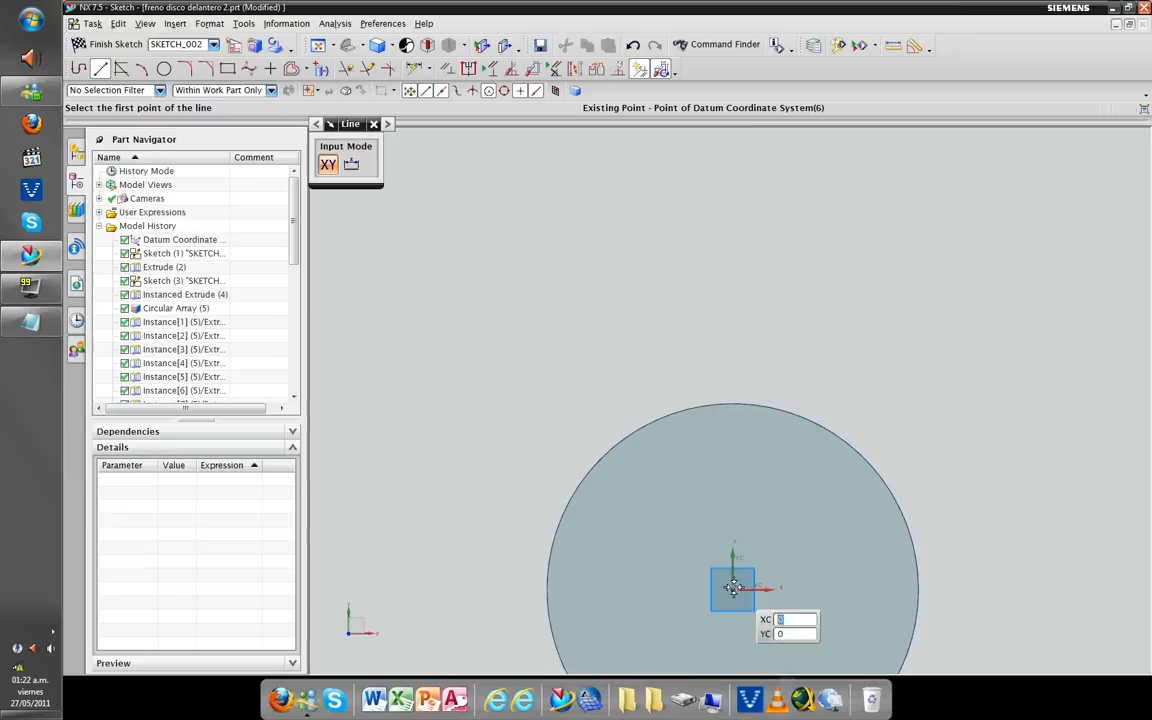 NX 7.5 - Sketch - [freno disco delantero 2.prt (Modified) ]
SIEMENS
Task Edit View Insert Format Tools Information Analysis Preferences Help
Finish Sketch SKETCH_002 Command Finder
No Selection Filter Within Work Part Only
Select the first point of the line Existing Point - Point of Datum Coordinate System(6)
Line
Input Mode
XY
Part Navigator
Name Comment
History Mode
Model Views
Cameras
User Expressions
Model History
Datum Coordinate ...
Sketch (1) "SKETCH...
Extrude (2)
Sketch (3) "SKETCH...
Instanced Extrude (4)
Circular Array (5)
Instance[1] (5)/Extr...
Instance[2] (5)/Extr...
Instance[3] (5)/Extr...
Instance[4] (5)/Extr...
Instance[5] (5)/Extr...
Instance[6] (5)/Extr...
Dependencies
Details
Parameter Value Expression
XC 0
YC 0
Preview
01:22 a.m.
viernes
27/05/2011